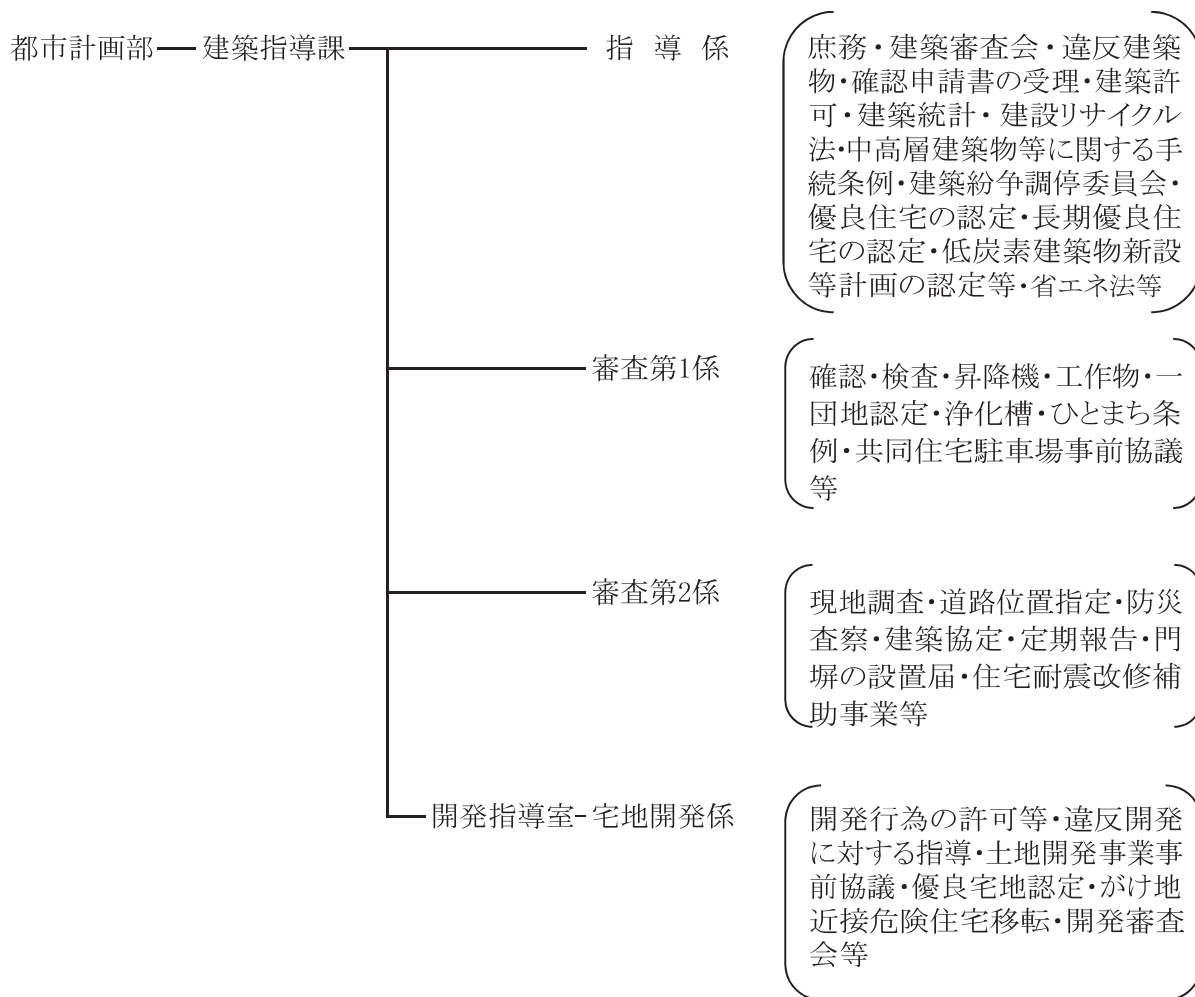 都市計画部 建築指導課 指導係
庶務・建築審査会・違反建築
物・確認申請書の受理・建築許
可・建築統計・建設リサイクル
法・中高層建築物等に関する手
続条例・建築紛争調停委員会・
優良住宅の認定・長期優良住
宅の認定・低炭素建築物新設
等計画の認定等・省エネ法等
審査第1係
確認・検査・昇降機・工作物・一
団地認定・浄化槽・ひとまち条
例・共同住宅駐車場事前協議
等
審査第2係
現地調査・道路位置指定・防災
査察・建築協定・定期報告・門
塀の設置届・住宅耐震改修補
助事業等
開発指導室-宅地開発係
開発行為の許可等・違反開発
に対する指導・土地開発事業事
前協議・優良宅地認定・がけ地
近接危険住宅移転・開発審査
会等